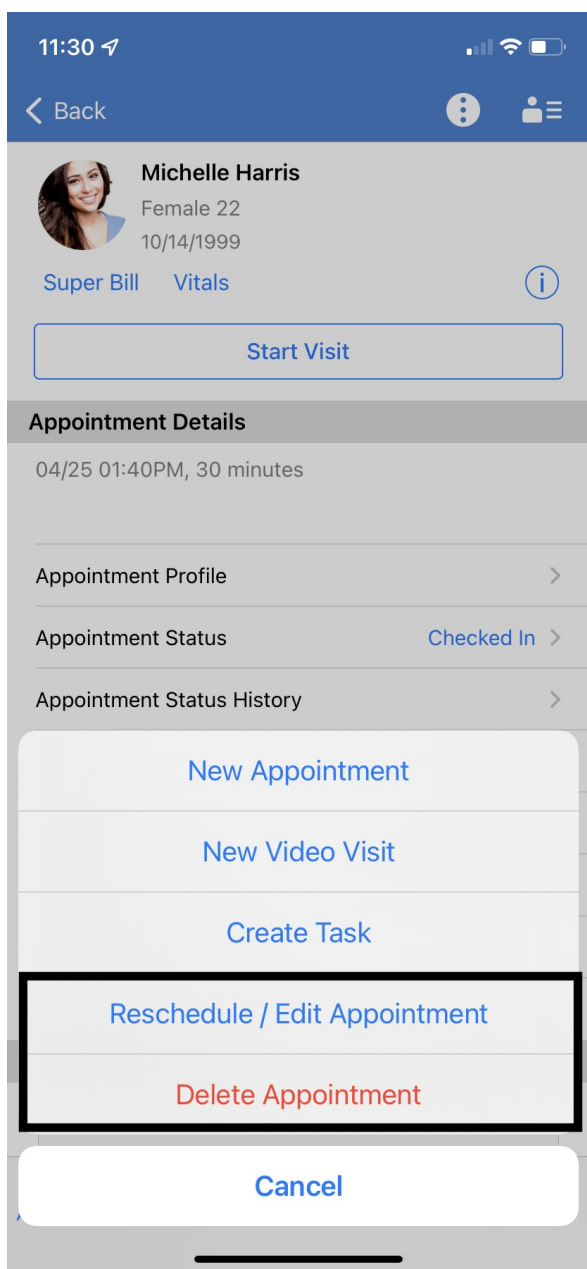 11:30
Back
Michelle Harris
Female 22
10/14/1999
Super Bill Vitals
Start Visit
Appointment Details
04/25 01:40PM, 30 minutes
Appointment Profile
Appointment Status Checked In
Appointment Status History
New Appointment
New Video Visit
Create Task
Reschedule / Edit Appointment
Delete Appointment
Cancel